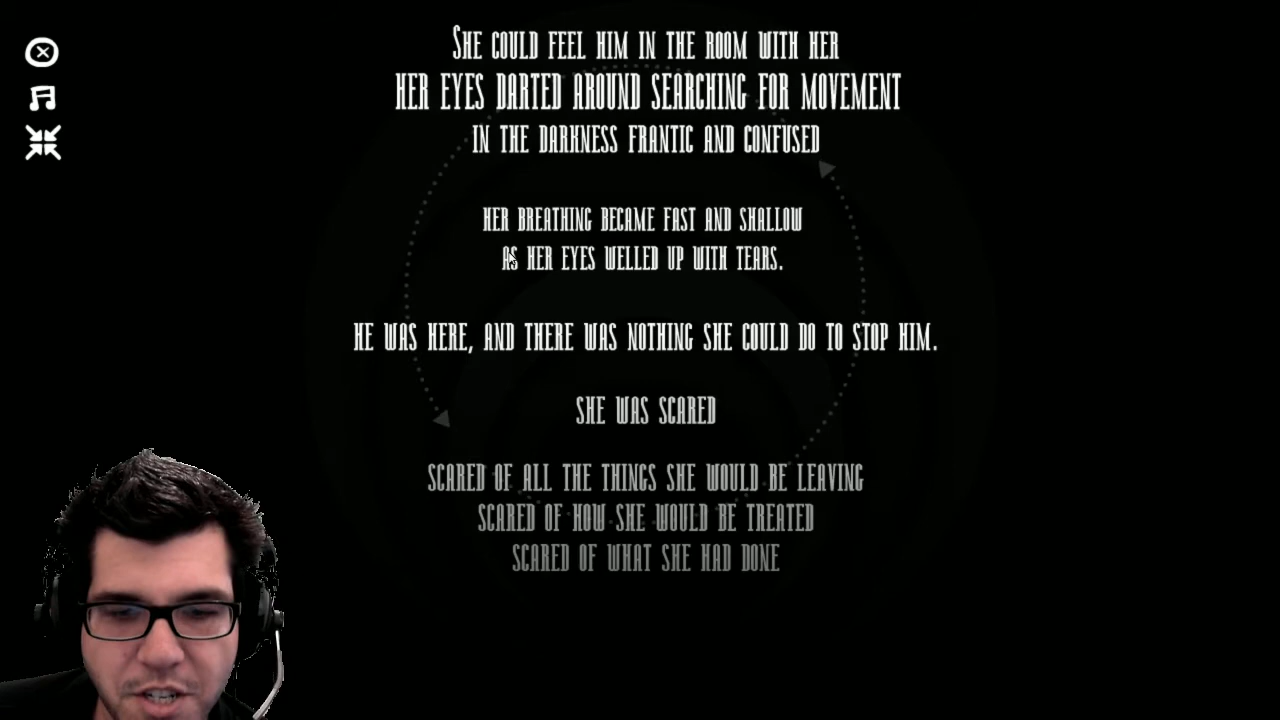 She could feel him in the room with her
her eyes darted around searching for movement
in the darkness frantic and confused
her breathing became fast and shallow
as her eyes welled up with tears.
he was here, and there was nothing she could do to stop him.
she was scared
scared of all the things she would be leaving
scared of how she would be treated
scared of what she had done